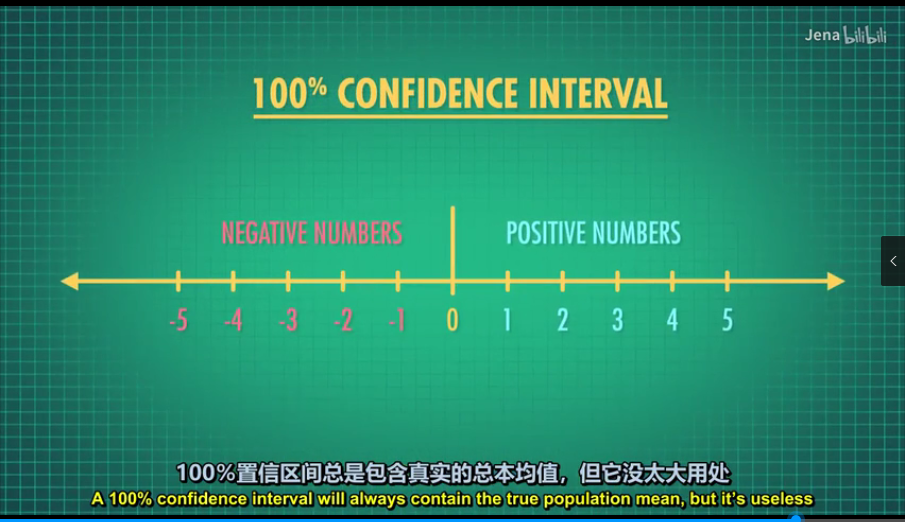 Jena bilibili
100% CONFIDENCE INTERVAL
NEGATIVE NUMBERS POSITIVE NUMBERS
-5 -4 -3 -2 -1 0 1 2 3 4 5
100%置信区间总是包含真实的总本均值，但它没太大用处
A 100% confidence interval will always contain the true population mean, but it's useless